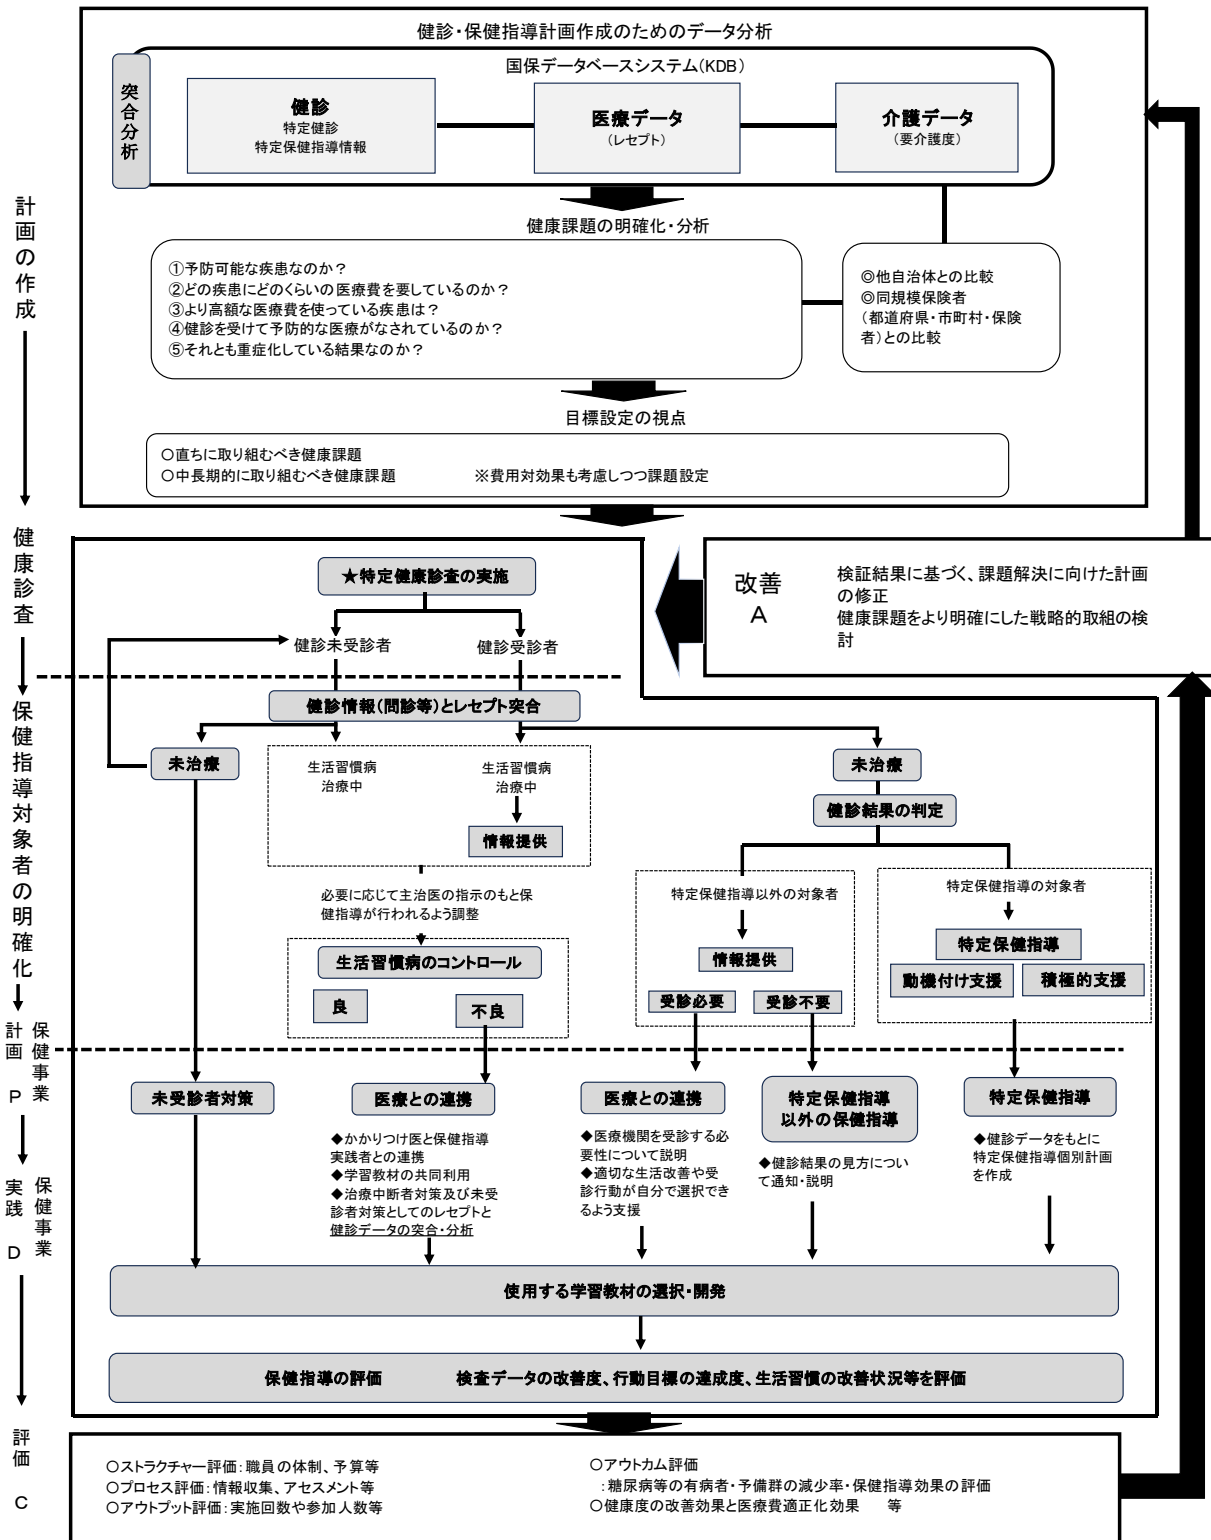 健診・保健指導計画作成のためのデータ分析
国保データベースシステム(KDB)
突合分析
健診
特定健診
特定保健指導情報
医療データ
(レセプト)
介護データ
(要介護度)
健康課題の明確化・分析
①予防可能な疾患なのか？
②どの疾患にどのくらいの医療費を要しているのか？
③より高額な医療費を使っている疾患は？
④健診を受けて予防的な医療がなされているのか？
⑤それとも重症化している結果なのか？
◎他自治体との比較
◎同規模保険者
（都道府県・市町村・保険
者）との比較
目標設定の視点
○直ちに取り組むべき健康課題
○中長期的に取り組むべき健康課題　　　※費用対効果も考慮しつつ課題設定
計画の作成
健康診査
保健指導対象者の明確化
保健事業
計画 P
保健事業
実践 D
評価 C
改善
A
検証結果に基づく、課題解決に向けた計画
の修正
健康課題をより明確にした戦略的取組の検
討
★特定健康診査の実施
健診未受診者
健診受診者
健診情報(問診等)とレセプト突合
未治療
生活習慣病
治療中
生活習慣病
治療中
情報提供
未治療
健診結果の判定
必要に応じて主治医の指示のもと保
健指導が行われるよう調整
生活習慣病のコントロール
良
不良
特定保健指導以外の対象者
情報提供
受診必要
受診不要
特定保健指導の対象者
特定保健指導
動機付け支援
積極的支援
未受診者対策
医療との連携
◆かかりつけ医と保健指導
実践者との連携
◆学習教材の共同利用
◆治療中断者対策及び未受
診者対策としてのレセプトと
健診データの突合・分析
医療との連携
◆医療機関を受診する必
要性について説明
◆適切な生活改善や受
診行動が自分で選択でき
るよう支援
特定保健指導
以外の保健指導
◆健診結果の見方につい
て通知・説明
特定保健指導
◆健診データをもとに
特定保健指導個別計画
を作成
使用する学習教材の選択・開発
保健指導の評価　　　検査データの改善度、行動目標の達成度、生活習慣の改善状況等を評価
○ストラクチャー評価：職員の体制、予算等
○プロセス評価：情報収集、アセスメント等
○アウトプット評価：実施回数や参加人数等
○アウトカム評価
：糖尿病等の有病者・予備群の減少率・保健指導効果の評価
○健康度の改善効果と医療費適正化効果　　等